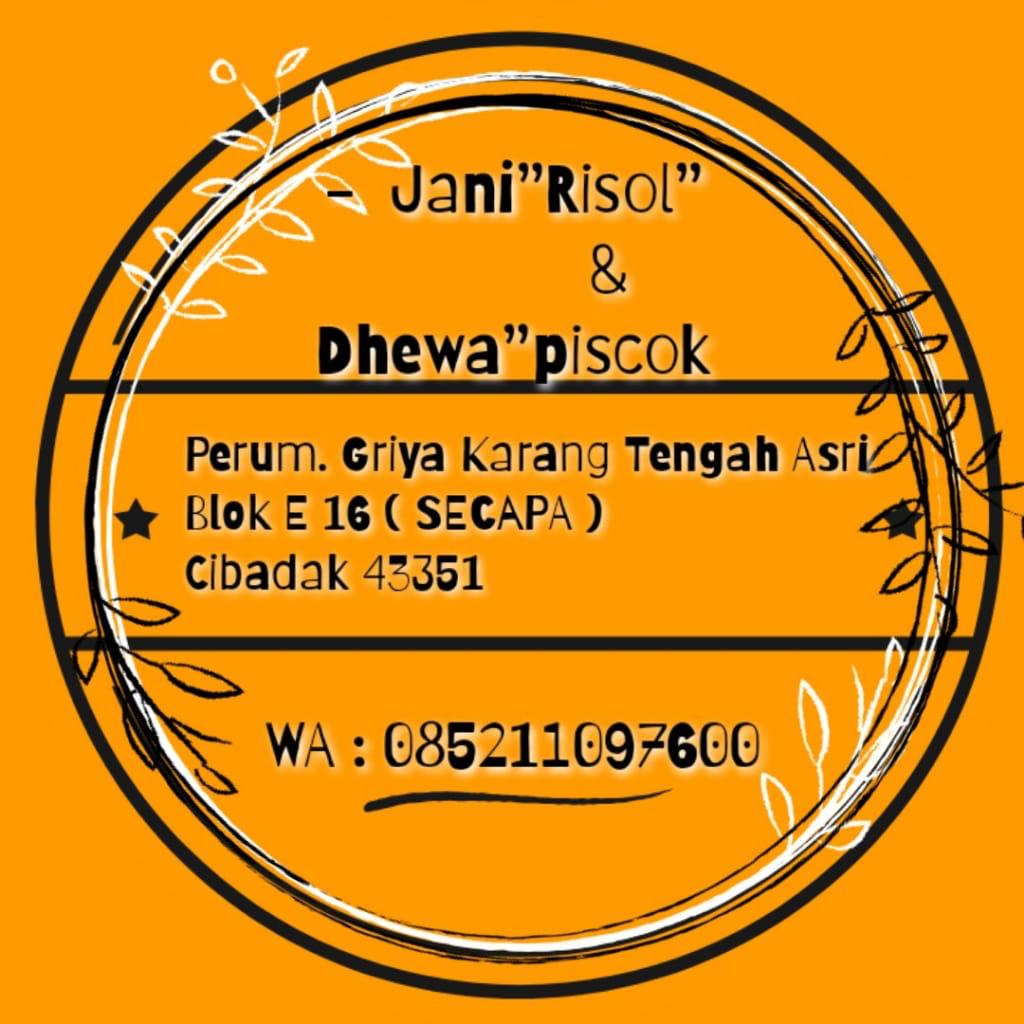 - Jani"Risol"
&
Dhewa"piscok
Perum. Griya Karang Tengah Asri
Blok E 16 ( SECAPA )
Cibadak 43351
WA : 085211097600